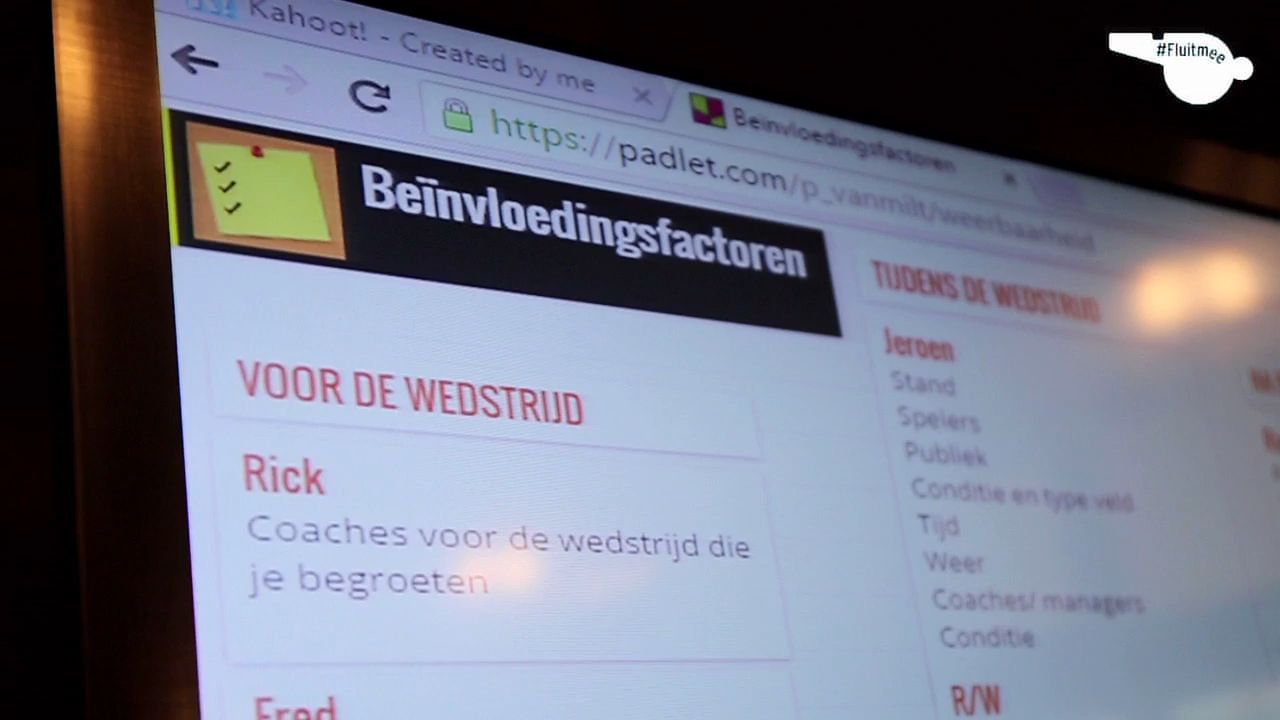 Kahoot! - Created by me
Beïnvloedingsfactoren
https://padlet.com/p_vanmilt/weerbaarheid
#Fluitmee
Beïnvloedingsfactoren
VOOR DE WEDSTRIJD
Rick
Coaches voor de wedstrijd die
je begroeten
Fred
TIJDENS DE WEDSTRIJD
Jeroen
Stand
Spelers
Publiek
Conditie en type veld
Tijd
Weer
Coaches/ managers
Conditie
R/W